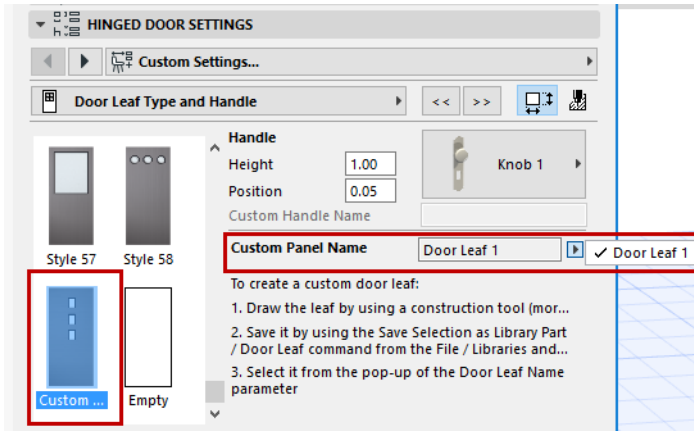 HINGED DOOR SETTINGS
Custom Settings...
Door Leaf Type and Handle
<< >>
Handle
Height 1.00
Position 0.05
Knob 1
Custom Handle Name
Style 57 Style 58
Custom Panel Name Door Leaf 1 ✓ Door Leaf 1
To create a custom door leaf:
1. Draw the leaf by using a construction tool (mor...
2. Save it by using the Save Selection as Library Part
/ Door Leaf command from the File / Libraries and...
3. Select it from the pop-up of the Door Leaf Name
parameter
Custom ... Empty